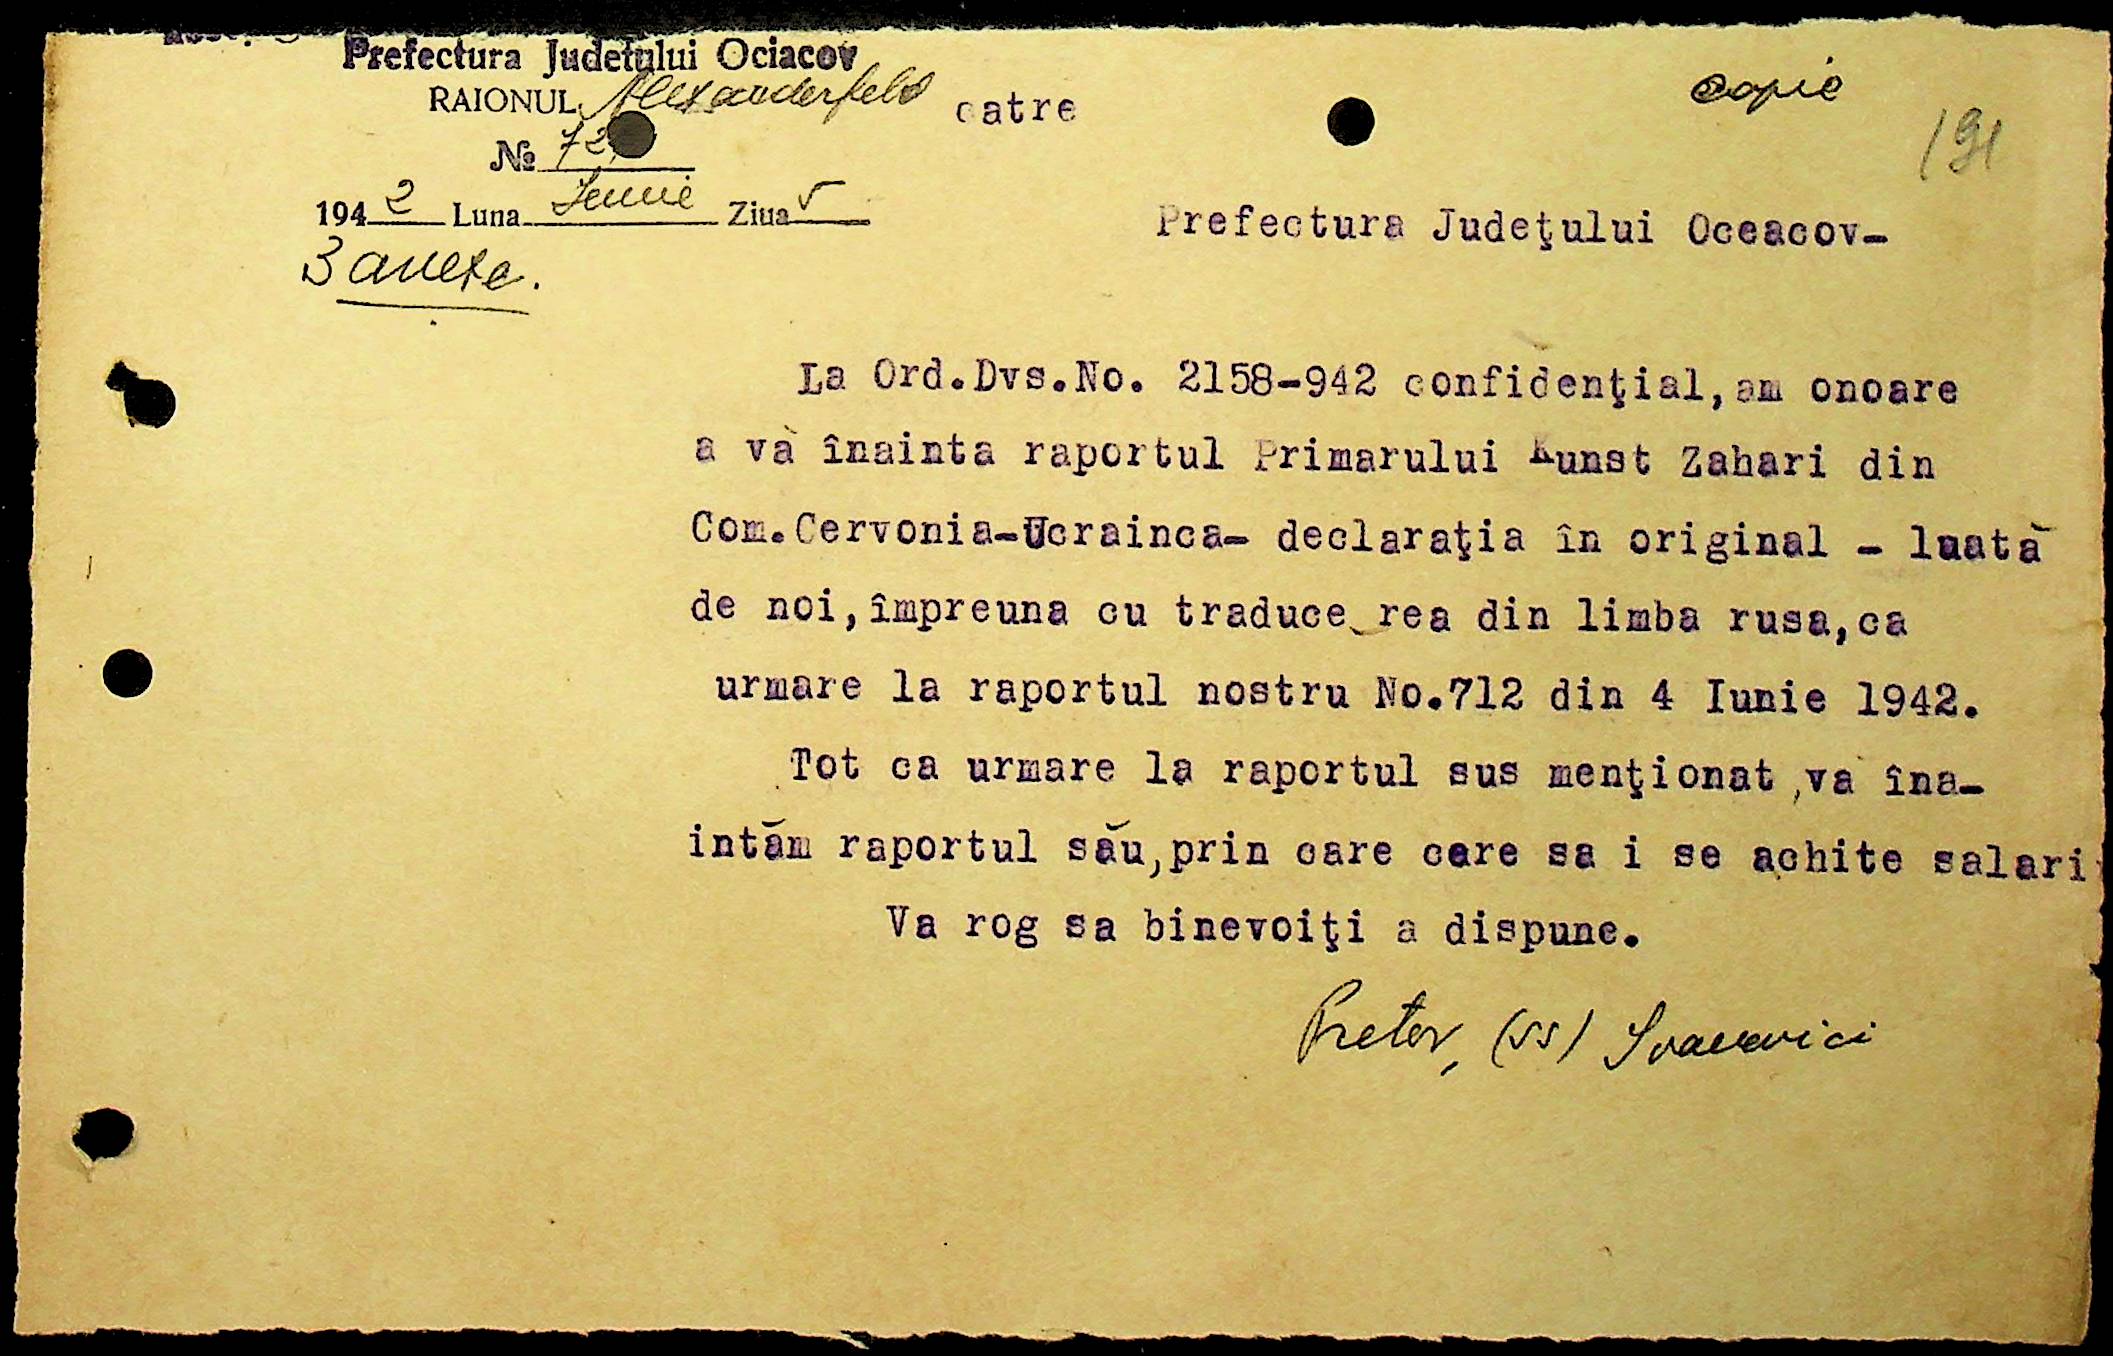 Prefectura Judeţului Ociacov
RAIONUL Alexanderfeld
catre
copie
191
№ 72
1942 Luna Iunie Ziua 5
3 anexe.
Prefectura Judeţului Oceacov-
La Ord.Dvs.No. 2158-942 confidenţial,am onoare
a và înainta raportul Primarului Kunst Zahari din
Com.Cervonia-Ucrainca- declaraţia în original - luată
de noi,împreuna cu traduce_rea din limba rusa,ca
urmare la raportul nostru No.712 din 4 Iunie 1942.
Tot ca urmare la raportul sus menţionat,va îna-
intăm raportul său,prin care cere sa i se achite salari
Va rog sa binevoiţi a dispune.
Pretor, (ss)